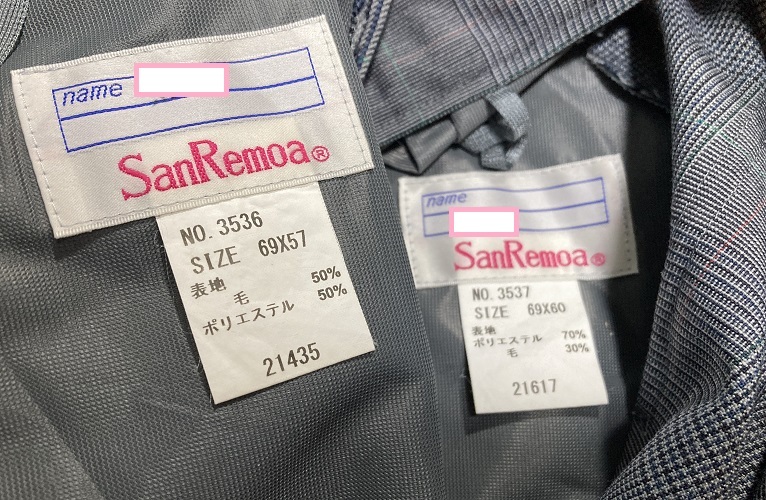 name
SanRemoa®
NO. 3536
SIZE 69X57
表地
毛 50%
ポリエステル 50%
21435
name
SanRemoa®
NO. 3537
SIZE 69X60
表地
ポリエステル 70%
毛 30%
21617